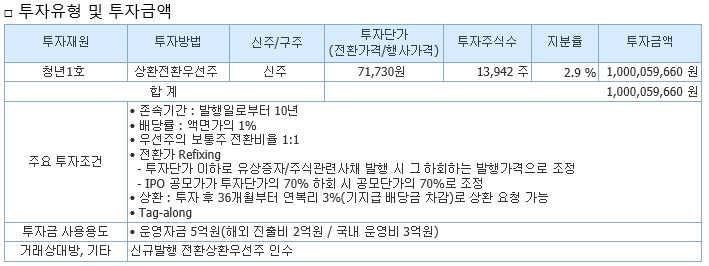 □ 투자유형 및 투자금액
투자재원 투자방법 신주/구주 투자단가 (전환가격/행사가격) 투자주식수 지분율 투자금액
청년1호 상환전환우선주 신주 71,730원 13,942 주 2.9 % 1,000,059,660 원
합 계 1,000,059,660 원
주요 투자조건
• 존속기간 : 발행일로부터 10년
• 배당률 : 액면가의 1%
• 우선주의 보통주 전환비율 1:1
• 전환가 Refixing
- 투자단가 이하로 유상증자/주식관련사채 발행 시 그 하회하는 발행가격으로 조정
- IPO 공모가가 투자단가의 70% 하회 시 공모단가의 70%로 조정
• 상환 : 투자 후 36개월부터 연복리 3%(기지급 배당금 차감)로 상환 요청 가능
• Tag-along
투자금 사용용도 • 운영자금 5억원(해외 진출비 2억원 / 국내 운영비 3억원)
거래상대방, 기타 신규발행 전환상환우선주 인수